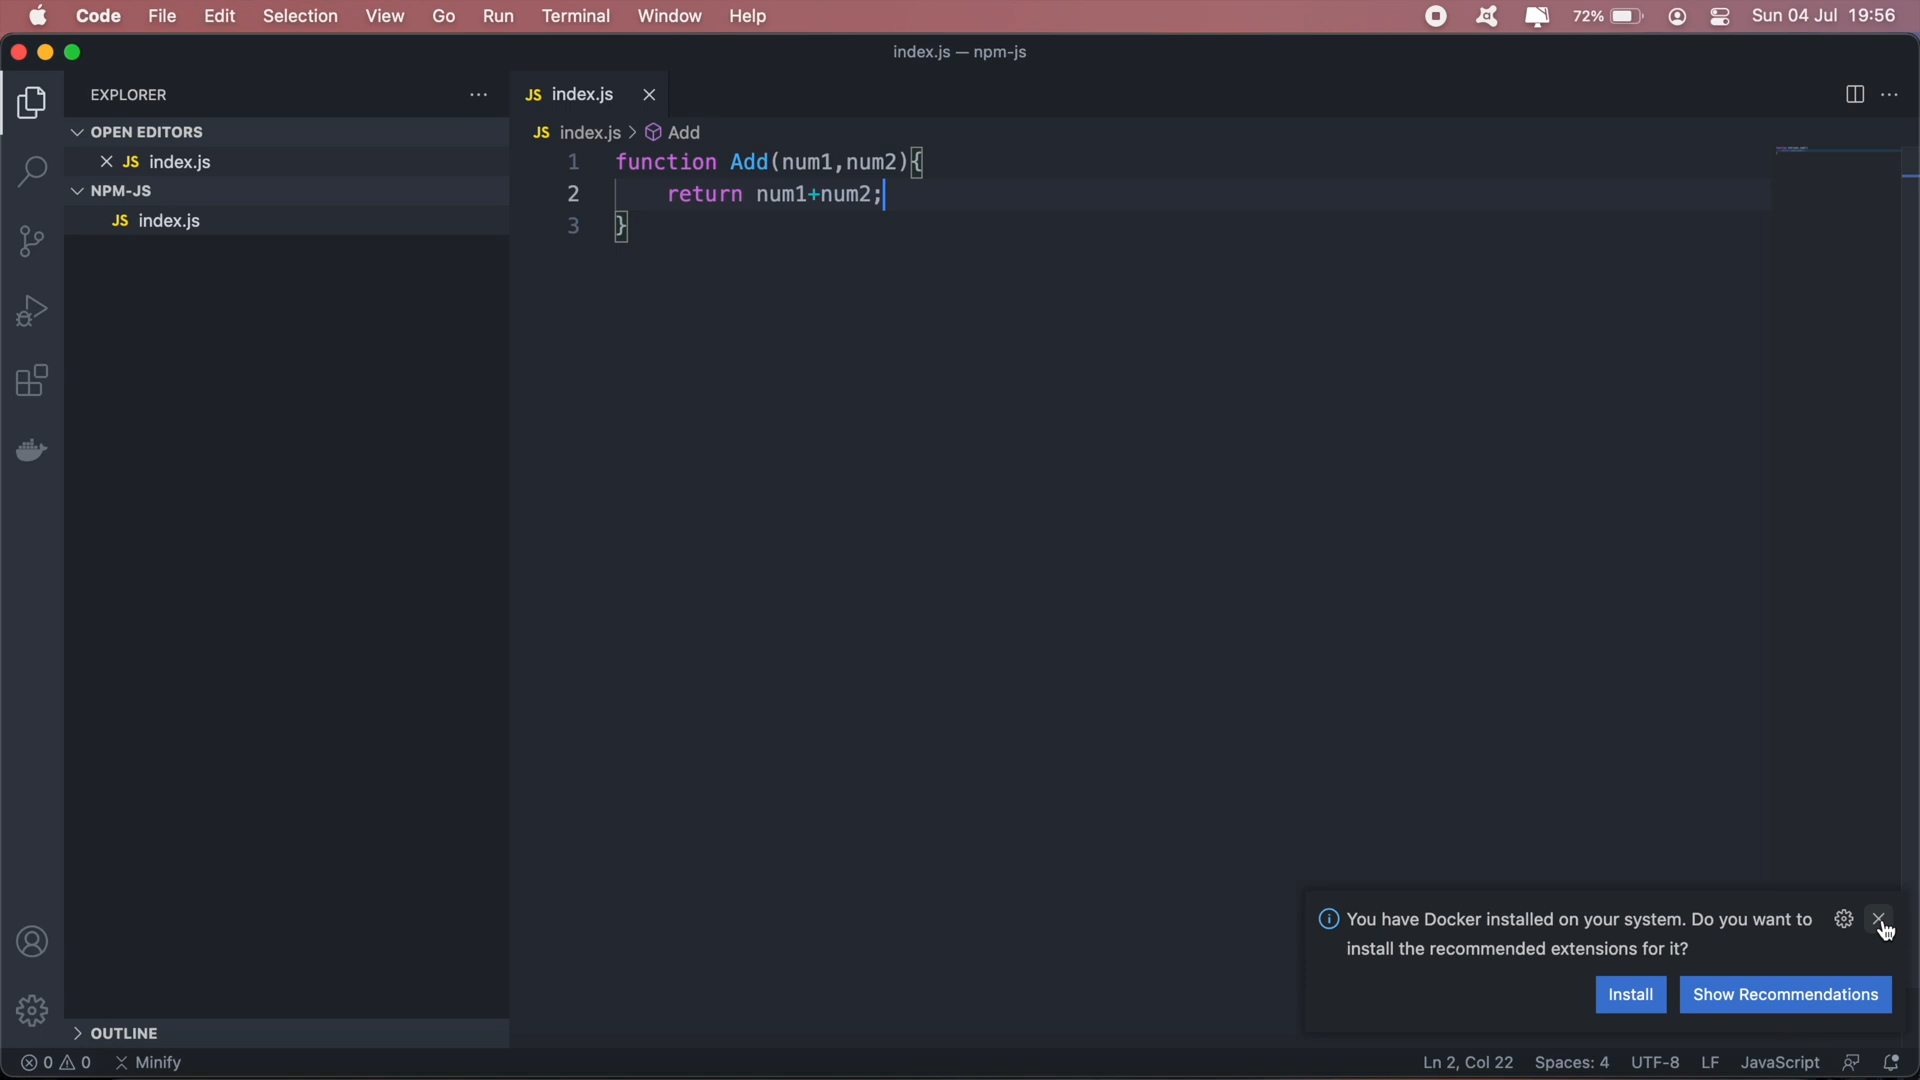 Code File Edit Selection View Go Run Terminal Window Help 72% Sun 04 Jul 19:56
index.js — npm-js
EXPLORER
OPEN EDITORS
JS index.js
NPM-JS
JS index.js
OUTLINE
JS index.js
JS index.js > Add
1 function Add(num1,num2){
2 return num1+num2;
3 }
You have Docker installed on your system. Do you want to
install the recommended extensions for it?
Install Show Recommendations
0 0 Minify Ln 2, Col 22 Spaces: 4 UTF-8 LF JavaScript